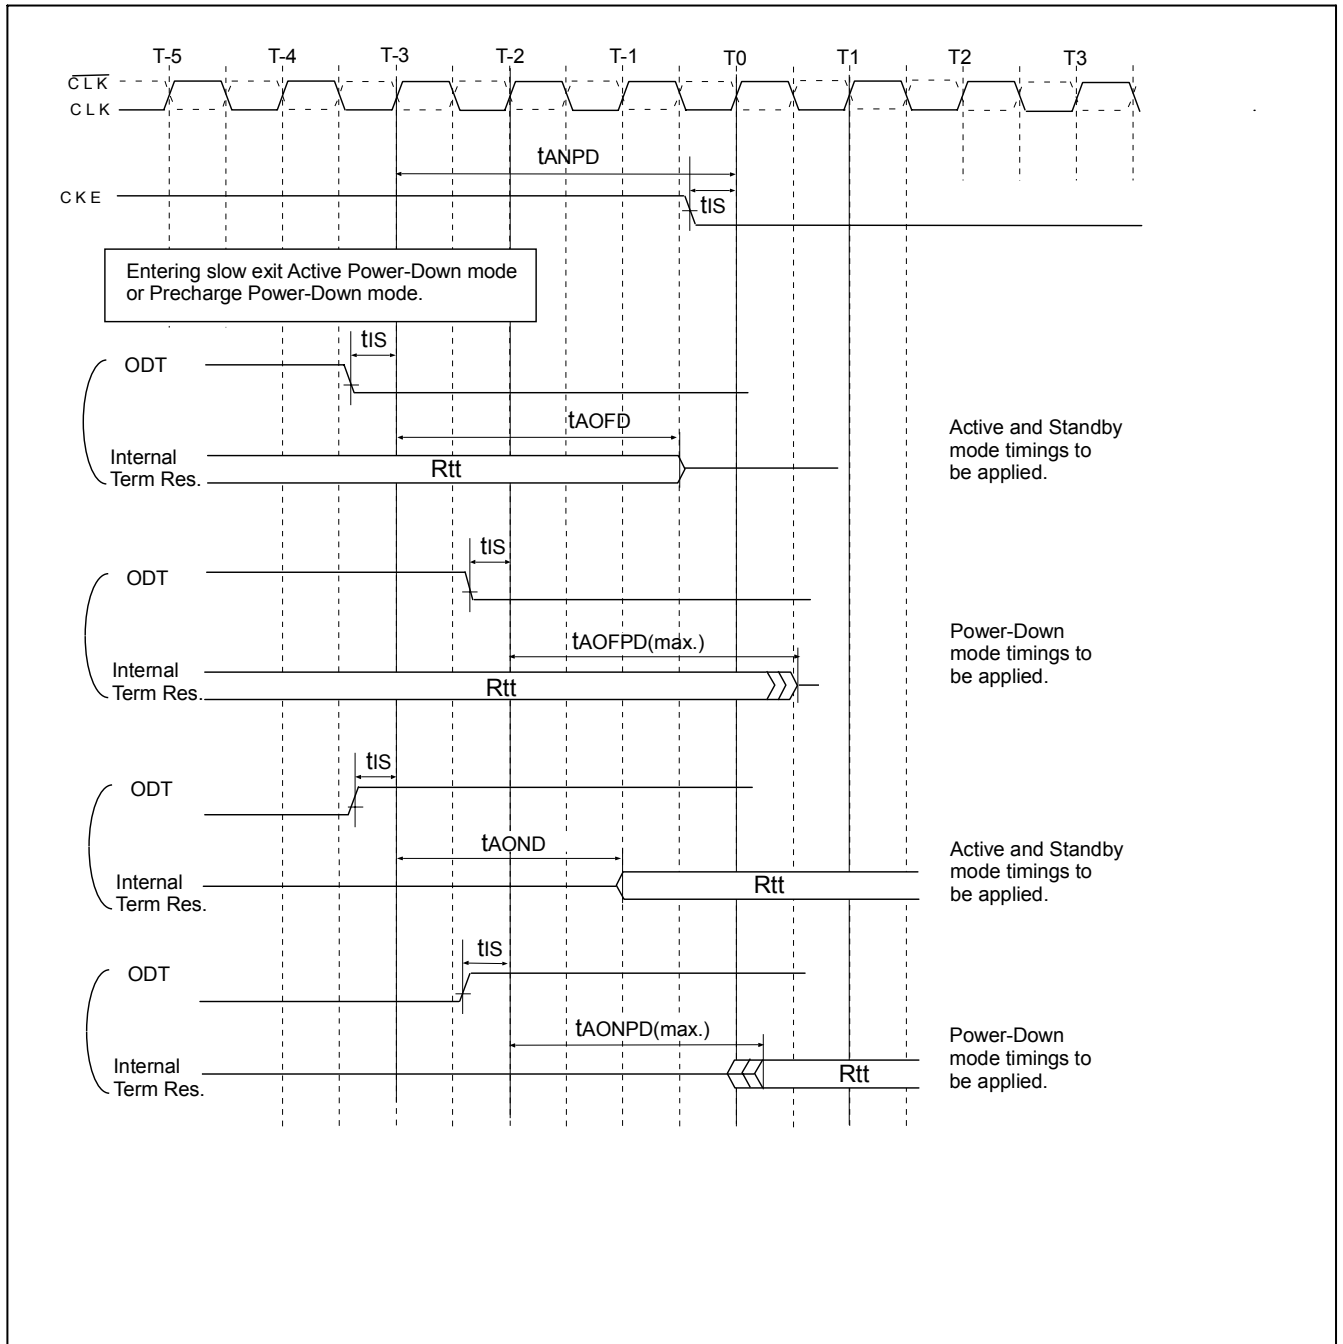 T-5 T-4 T-3 T-2 T-1 T0 T1 T2 T3
CLK
CLK
tANPD
CKE
tIS
Entering slow exit Active Power-Down mode
or Precharge Power-Down mode.
tIS
ODT
tAOFD
Internal
Term Res.
Rtt
Active and Standby
mode timings to
be applied.
tIS
ODT
tAOFPD(max.)
Internal
Term Res.
Rtt
Power-Down
mode timings to
be applied.
tIS
ODT
tAOND
Internal
Term Res.
Rtt
Active and Standby
mode timings to
be applied.
tIS
ODT
tAONPD(max.)
Internal
Term Res.
Rtt
Power-Down
mode timings to
be applied.